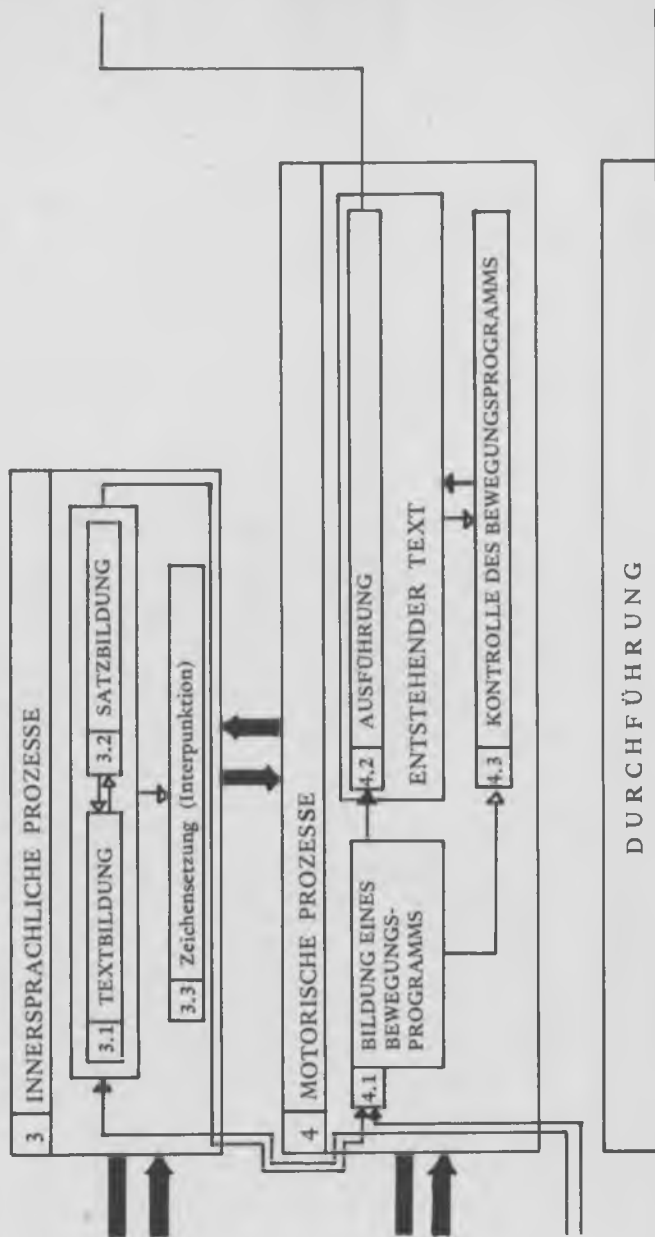 3 INNERSPRACHLICHE PROZESSE
3.1 TEXTBILDUNG
3.2 SATZBILDUNG
3.3 Zeichensetzung (Interpunktion)
4 MOTORISCHE PROZESSE
4.1 BILDUNG EINES
BEWEGUNGS-
PROGRAMMS
4.2 AUSFÜHRUNG
ENTSTEHENDER TEXT
4.3 KONTROLLE DES BEWEGUNGSPROGRAMMS
DURCHFÜHRUNG